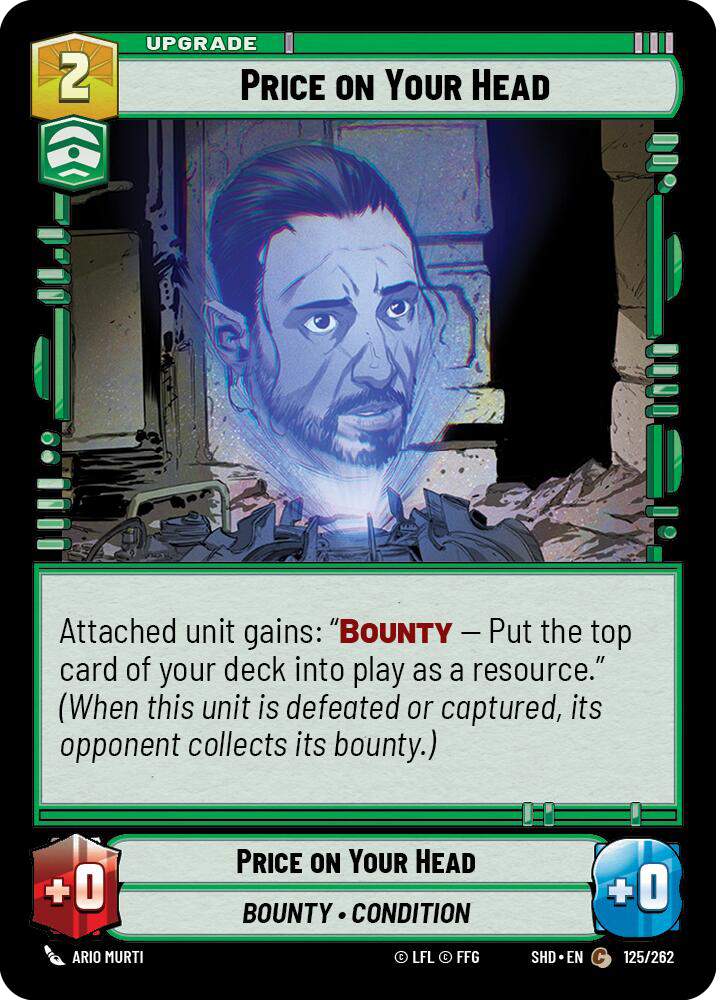 UPGRADE
2
PRICE ON YOUR HEAD
Attached unit gains: “BOUNTY — Put the top
card of your deck into play as a resource.”
(When this unit is defeated or captured, its
opponent collects its bounty.)
+0
PRICE ON YOUR HEAD
+0
BOUNTY • CONDITION
ARIO MURTI
© LFL © FFG
SHD • EN
C
125/262